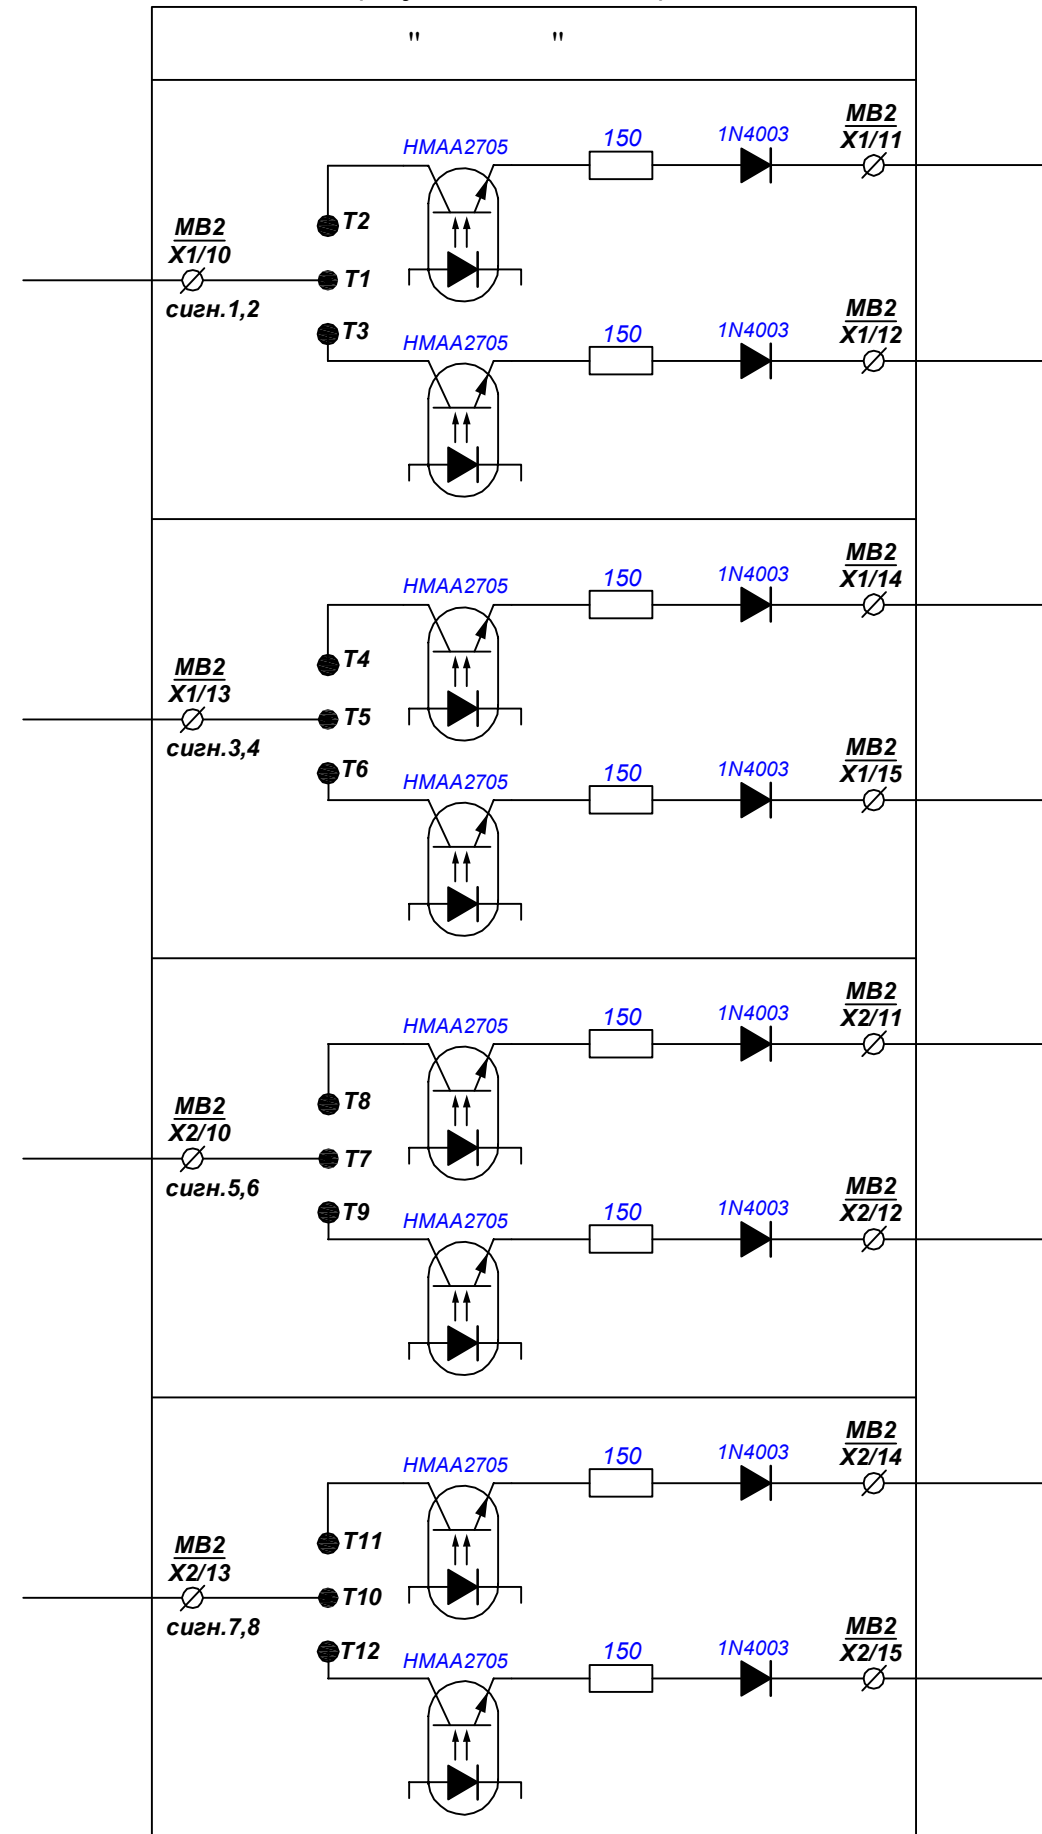 " "
HMAA2705 150 1N4003 MB2
X1/11
T2
MB2
X1/10
T1
сигн.1,2
T3
HMAA2705 150 1N4003 MB2
X1/12
HMAA2705 150 1N4003 MB2
X1/14
T4
MB2
X1/13
T5
сигн.3,4
T6
HMAA2705 150 1N4003 MB2
X1/15
HMAA2705 150 1N4003 MB2
X2/11
T8
MB2
X2/10
T7
сигн.5,6
T9
HMAA2705 150 1N4003 MB2
X2/12
HMAA2705 150 1N4003 MB2
X2/14
T11
MB2
X2/13
T10
сигн.7,8
T12
HMAA2705 150 1N4003 MB2
X2/15